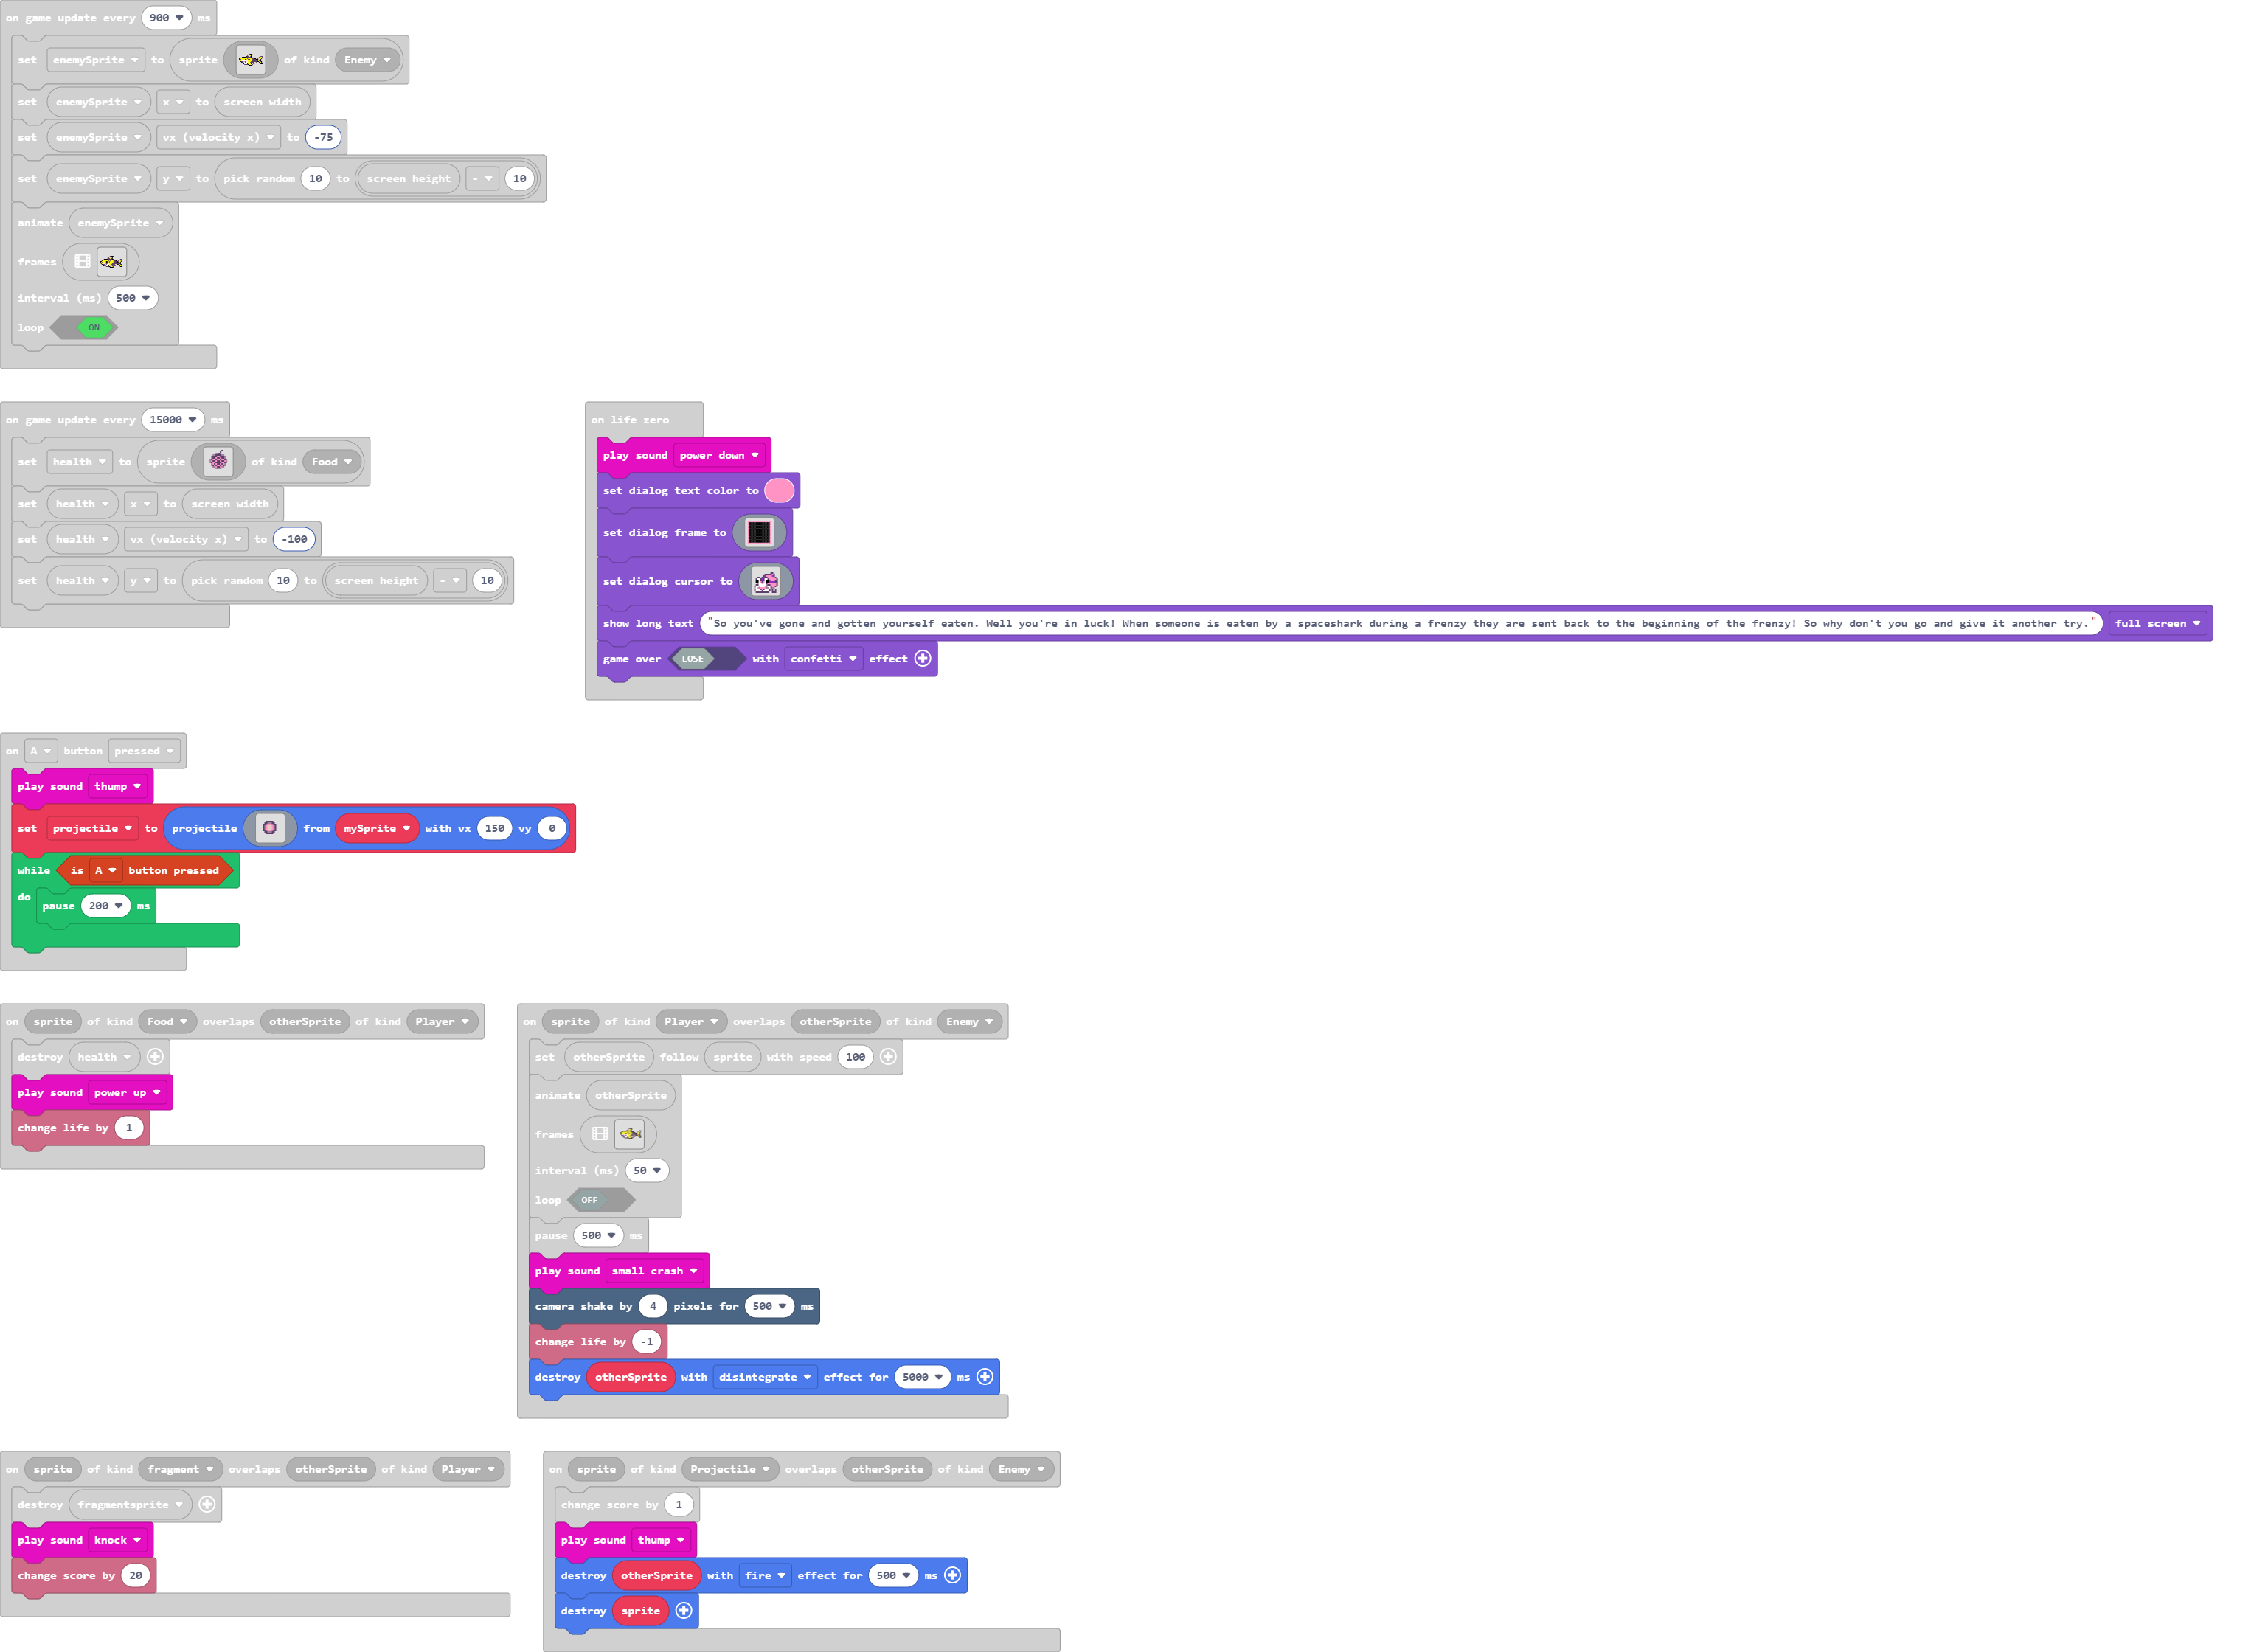 on game update every 900 ms
set enemySprite to sprite of kind Enemy
set enemySprite x to screen width
set enemySprite vx (velocity x) to -75
set enemySprite y to pick random 10 to screen height - 10
animate enemySprite
frames
interval (ms) 500
loop ON
on game update every 15000 ms
set health to sprite of kind Food
set health x to screen width
set health vx (velocity x) to -100
set health y to pick random 10 to screen height - 10
on life zero
play sound power down
set dialog text color to
set dialog frame to
set dialog cursor to
show long text "So you've gone and gotten yourself eaten. Well you're in luck! When someone is eaten by a spaceshark during a frenzy they are sent back to the beginning of the frenzy! So why don't you go and give it another try." full screen
game over LOSE with confetti effect
on A button pressed
play sound thump
set projectile to projectile from mySprite with vx 150 vy 0
while is A button pressed
do pause 200 ms
on sprite of kind Food overlaps otherSprite of kind Player
destroy health
play sound power up
change life by 1
on sprite of kind Player overlaps otherSprite of kind Enemy
set otherSprite follow sprite with speed 100
animate otherSprite
frames
interval (ms) 50
loop OFF
pause 500 ms
play sound small crash
camera shake by 4 pixels for 500 ms
change life by -1
destroy otherSprite with disintegrate effect for 5000 ms
on sprite of kind fragment overlaps otherSprite of kind Player
destroy fragmentsprite
play sound knock
change score by 20
on sprite of kind Projectile overlaps otherSprite of kind Enemy
change score by 1
play sound thump
destroy otherSprite with fire effect for 500 ms
destroy sprite